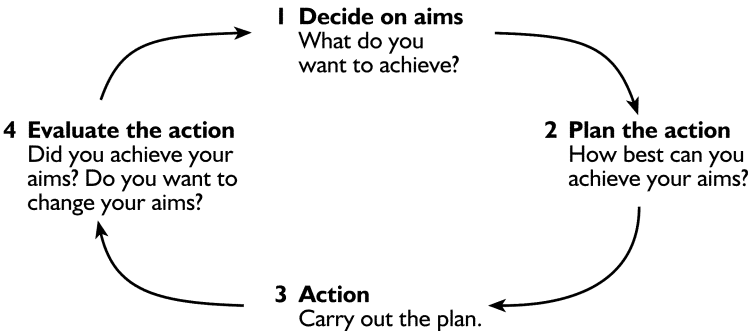 1 Decide on aims
What do you
want to achieve?
2 Plan the action
How best can you
achieve your aims?
3 Action
Carry out the plan.
4 Evaluate the action
Did you achieve your
aims? Do you want to
change your aims?